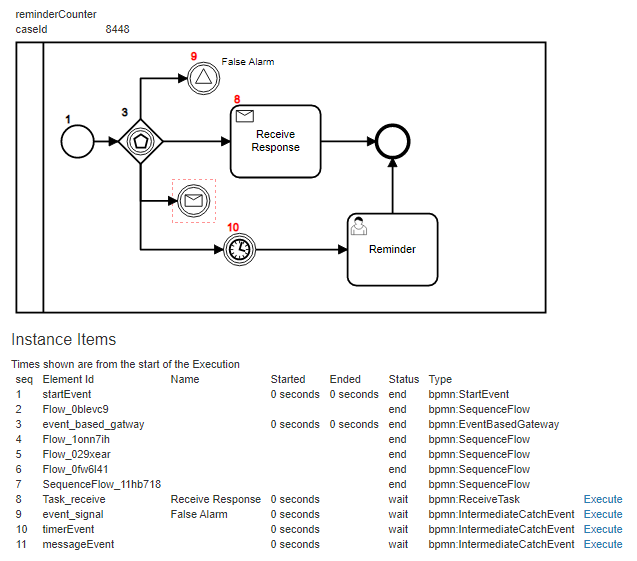 reminderCounter
caseId 8448
9
False Alarm
1
3
8
Receive
Response
10
Reminder
Instance Items
Times shown are from the start of the Execution
seq Element Id Name Started Ended Status Type
1 startEvent 0 seconds 0 seconds end bpmn:StartEvent
2 Flow_0blevc9 end bpmn:SequenceFlow
3 event_based_gatway 0 seconds 0 seconds end bpmn:EventBasedGateway
4 Flow_1onn7ih end bpmn:SequenceFlow
5 Flow_029xear end bpmn:SequenceFlow
6 Flow_0fw6l41 end bpmn:SequenceFlow
7 SequenceFlow_11hb718 end bpmn:SequenceFlow
8 Task_receive Receive Response 0 seconds wait bpmn:ReceiveTask Execute
9 event_signal False Alarm 0 seconds wait bpmn:IntermediateCatchEvent Execute
10 timerEvent 0 seconds wait bpmn:IntermediateCatchEvent Execute
11 messageEvent 0 seconds wait bpmn:IntermediateCatchEvent Execute